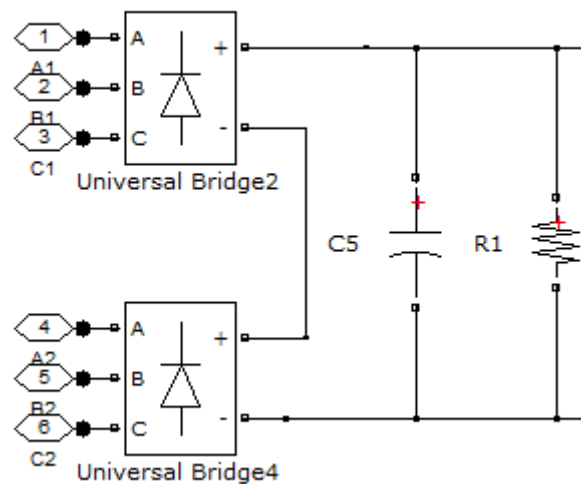 1 A +
A1
2 B
B1
3 C -
C1
Universal Bridge2
C5 R1
4 A +
A2
5 B
B2
6 C -
C2
Universal Bridge4